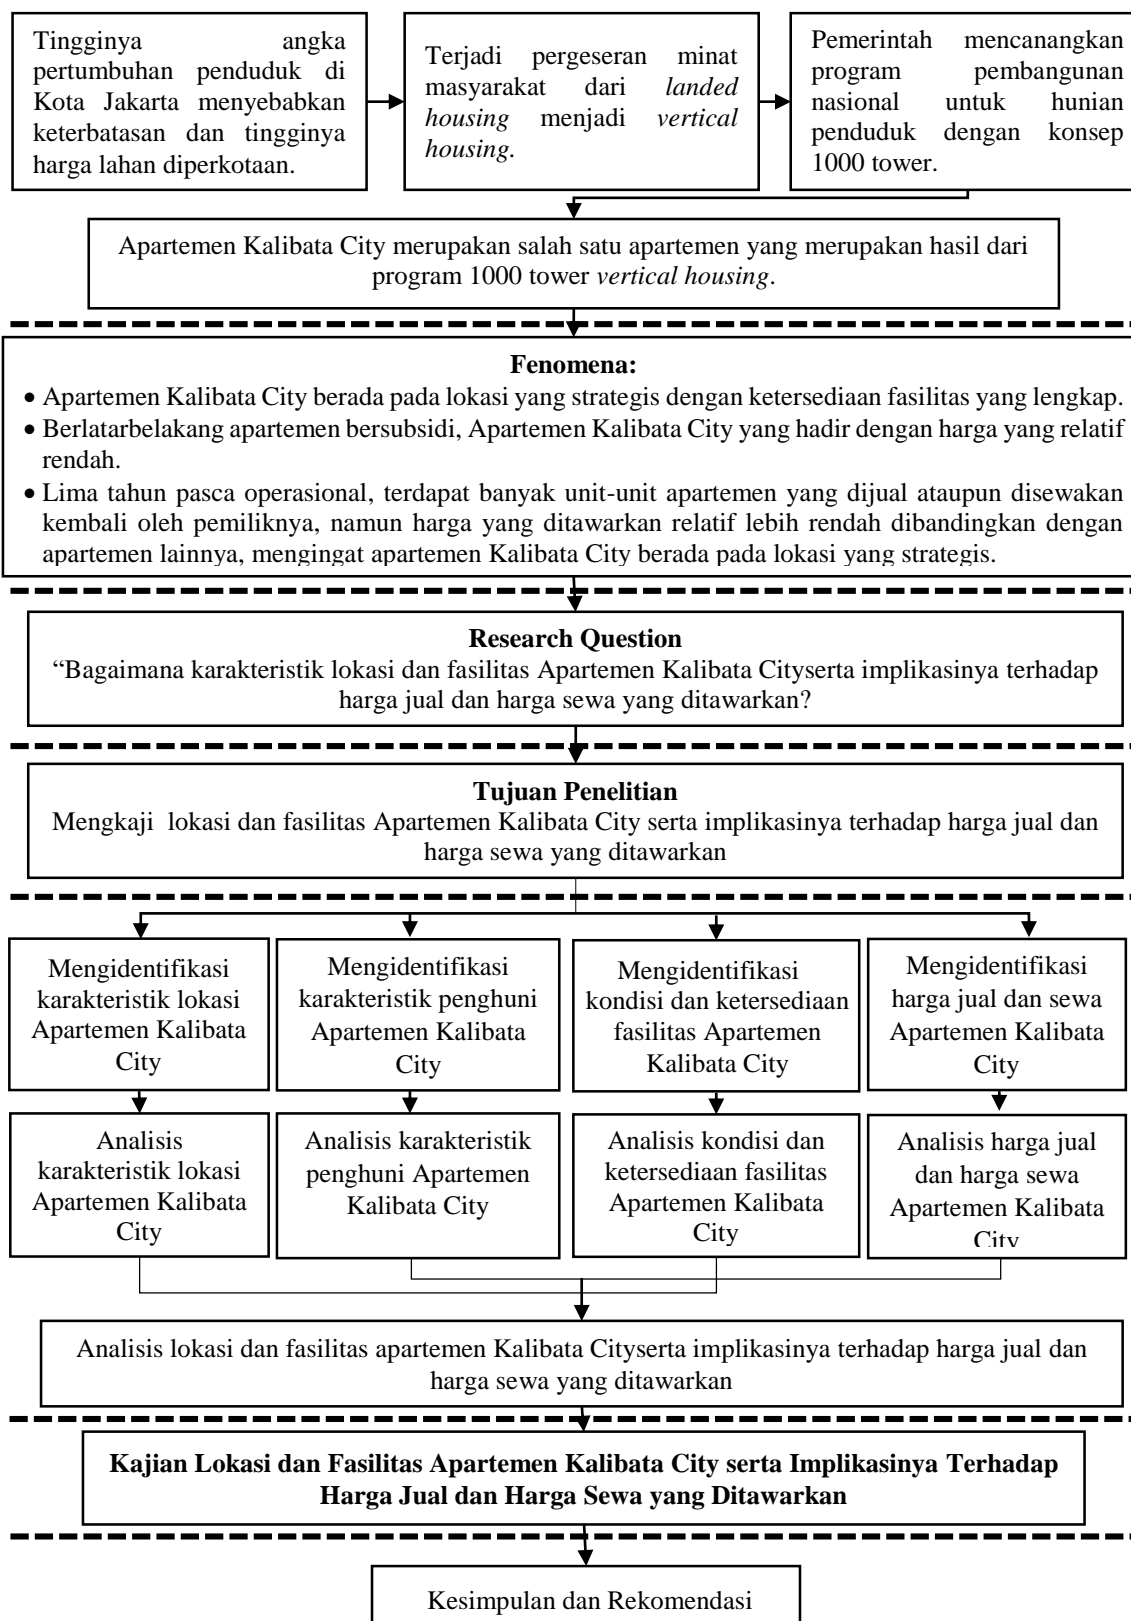 Tingginya angka
pertumbuhan penduduk di
Kota Jakarta menyebabkan
keterbatasan dan tingginya
harga lahan diperkotaan.
Terjadi pergeseran minat
masyarakat dari landed
housing menjadi vertical
housing.
Pemerintah mencanangkan
program pembangunan
nasional untuk hunian
penduduk dengan konsep
1000 tower.
Apartemen Kalibata City merupakan salah satu apartemen yang merupakan hasil dari
program 1000 tower vertical housing.
Fenomena:
• Apartemen Kalibata City berada pada lokasi yang strategis dengan ketersediaan fasilitas yang lengkap.
• Berlatarbelakang apartemen bersubsidi, Apartemen Kalibata City yang hadir dengan harga yang relatif
rendah.
• Lima tahun pasca operasional, terdapat banyak unit-unit apartemen yang dijual ataupun disewakan
kembali oleh pemiliknya, namun harga yang ditawarkan relatif lebih rendah dibandingkan dengan
apartemen lainnya, mengingat apartemen Kalibata City berada pada lokasi yang strategis.
Research Question
“Bagaimana karakteristik lokasi dan fasilitas Apartemen Kalibata Cityserta implikasinya terhadap
harga jual dan harga sewa yang ditawarkan?
Tujuan Penelitian
Mengkaji lokasi dan fasilitas Apartemen Kalibata City serta implikasinya terhadap harga jual dan
harga sewa yang ditawarkan
Mengidentifikasi
karakteristik lokasi
Apartemen Kalibata
City
Mengidentifikasi
karakteristik penghuni
Apartemen Kalibata
City
Mengidentifikasi
kondisi dan ketersediaan
fasilitas Apartemen
Kalibata City
Mengidentifikasi
harga jual dan sewa
Apartemen Kalibata
City
Analisis
karakteristik lokasi
Apartemen Kalibata
City
Analisis karakteristik
penghuni Apartemen
Kalibata City
Analisis kondisi dan
ketersediaan fasilitas
Apartemen Kalibata
City
Analisis harga jual
dan harga sewa
Apartemen Kalibata
City
Analisis lokasi dan fasilitas apartemen Kalibata Cityserta implikasinya terhadap harga jual dan
harga sewa yang ditawarkan
Kajian Lokasi dan Fasilitas Apartemen Kalibata City serta Implikasinya Terhadap
Harga Jual dan Harga Sewa yang Ditawarkan
Kesimpulan dan Rekomendasi